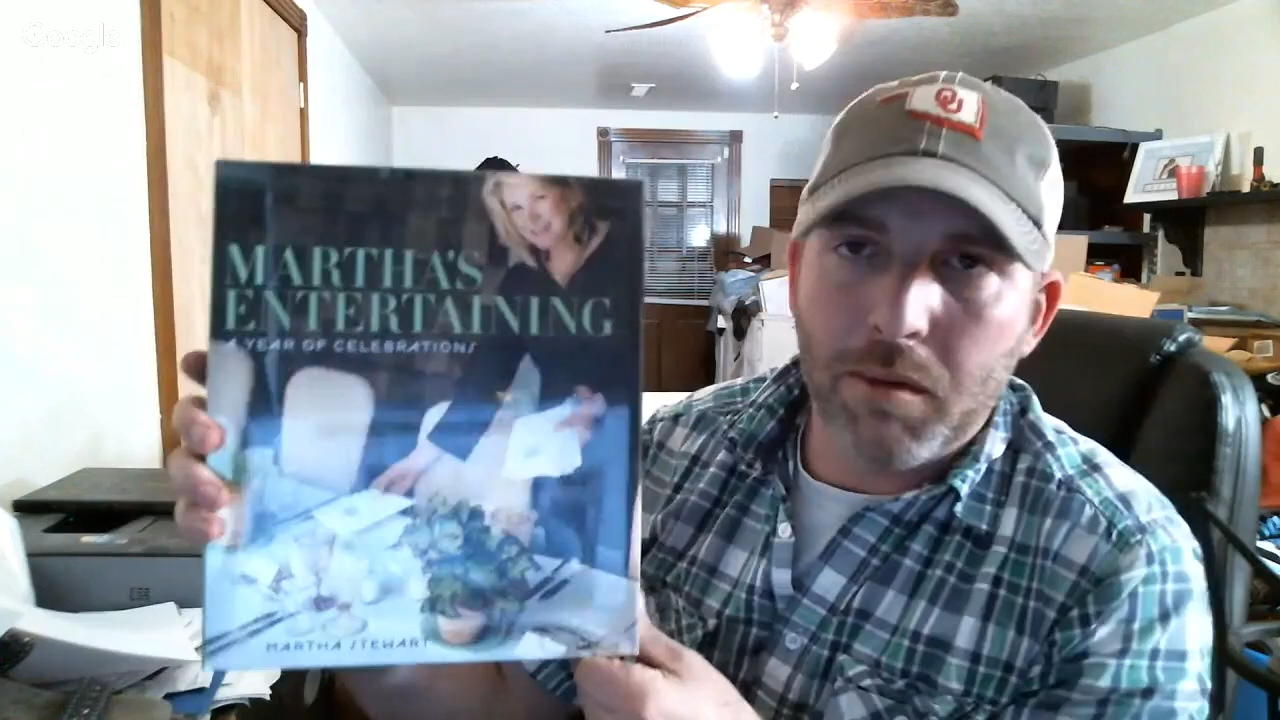 Google
OU
MARTHA'S
ENTERTAINING
A YEAR OF CELEBRATIONS
MARTHA STEWART